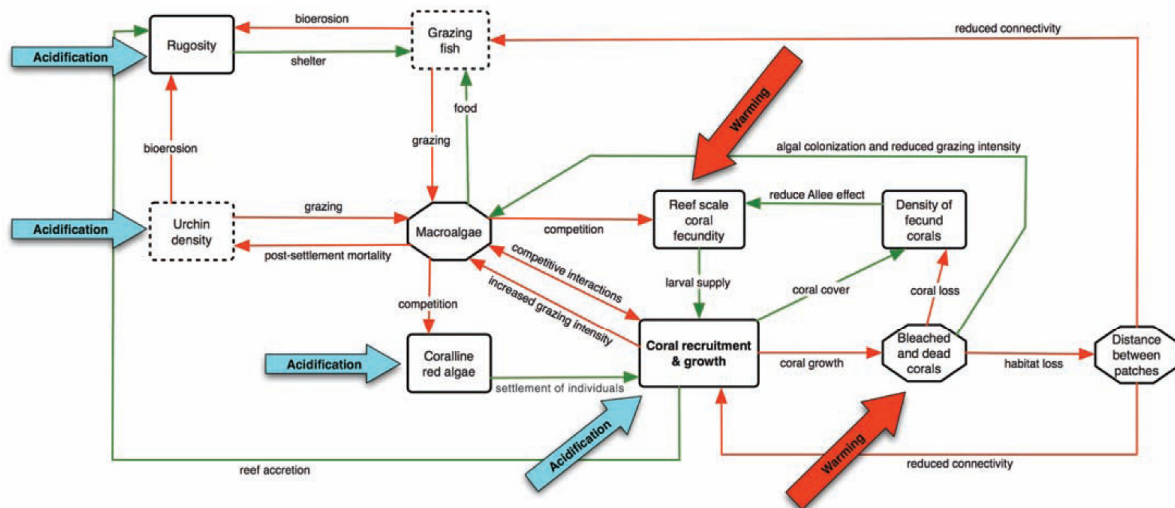 bioerosion
Grazing
fish
reduced connectivity
Acidification
Rugosity
shelter
Warming
food
grazing
bioerosion
algal colonization and reduced grazing intensity
Acidification
Urchin
density
grazing
post-settlement mortality
Macroalgae
competition
Reef scale
coral
fecundity
reduce Allee effect
Density of
fecund
corals
competitive interactions
increased grazing intensity
larval supply
coral cover
coral loss
competition
Acidification
Coralline
red algae
settlement of individuals
Coral recruitment
& growth
coral growth
Bleached
and dead
corals
habitat loss
Distance
between
patches
Acidification
Warming
reef accretion
reduced connectivity